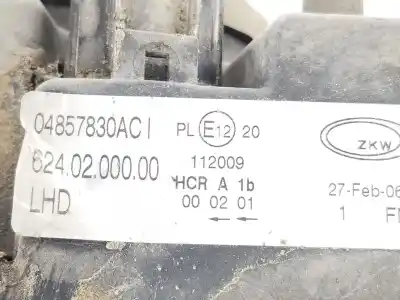 04857830AC I PL E12 20
112009
624.02.000.00 HCR A 1b
LHD 00 02 01
ZKW
27-Feb-06
1